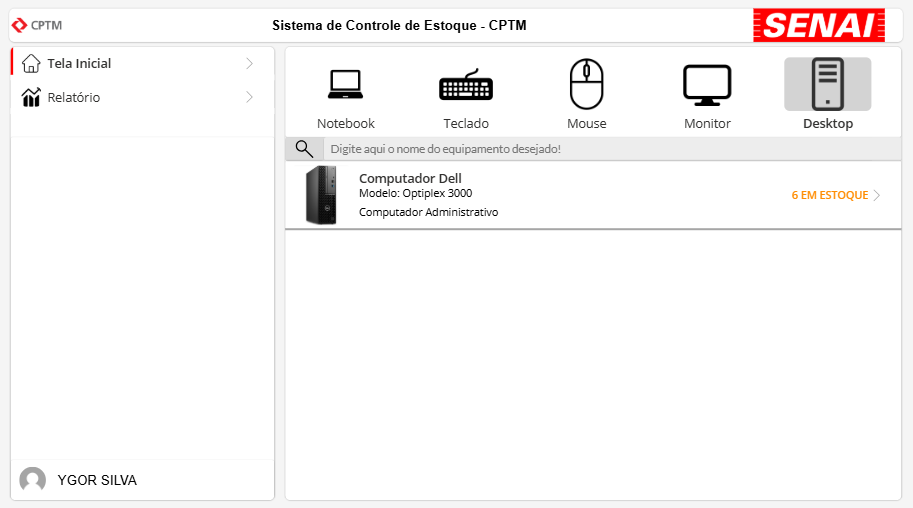 CPTM
Sistema de Controle de Estoque - CPTM
SENAI
Tela Inicial
Relatório
Notebook
Teclado
Mouse
Monitor
Desktop
Digite aqui o nome do equipamento desejado!
Computador Dell
Modelo: Optiplex 3000
Computador Administrativo
6 EM ESTOQUE
YGOR SILVA